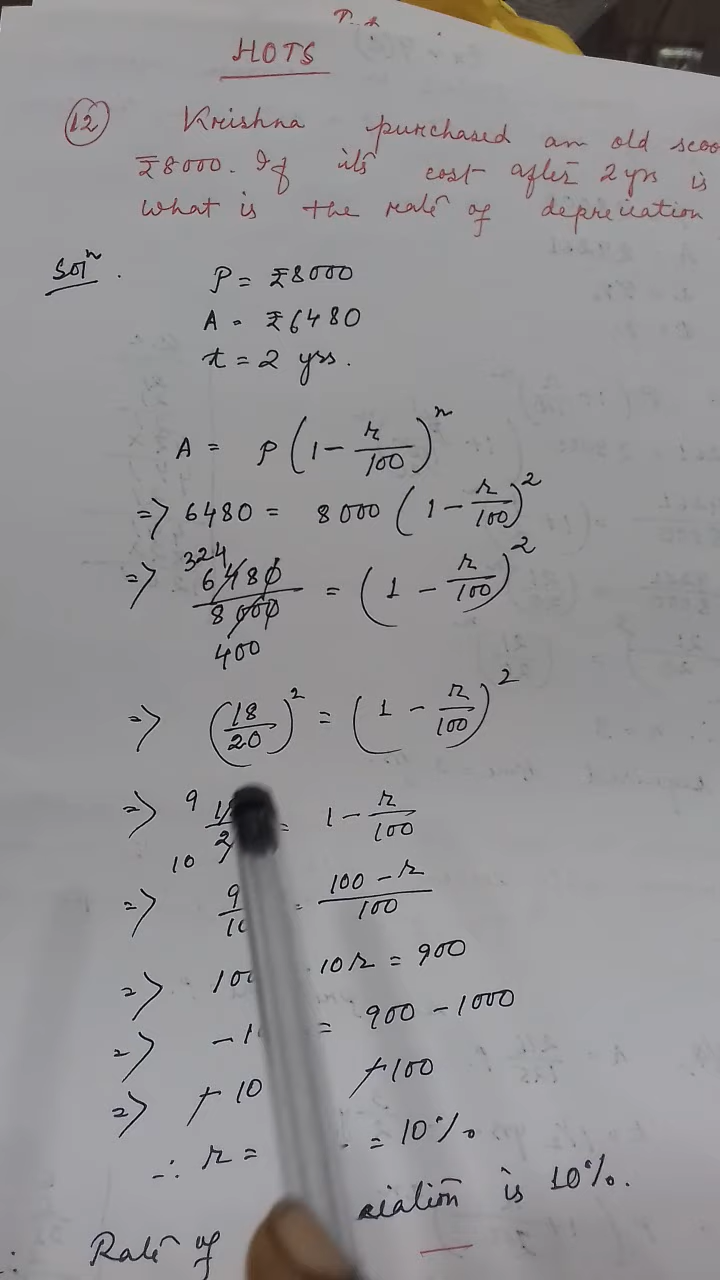 HOTS
12 Krishna purchased an old scoo
₹8000. If its cost after 2 yrs is
What is the rate of depreciation
Solⁿ.
P = ₹8000
A = ₹6480
t = 2 yrs.
A = P(1 - r/100)ⁿ
=> 6480 = 8000 (1 - r/100)²
=> 324 6480/8000 400 = (1 - r/100)²
=> (18/20)² = (1 - r/100)²
=> 9 10 = 1 - r/100
=> 9 = 100 - r/100
=> 10r = 900
=> = 900 - 1000
=> +10 +100
∴ r = = 10%
∴ Rate of ciation is 10%.